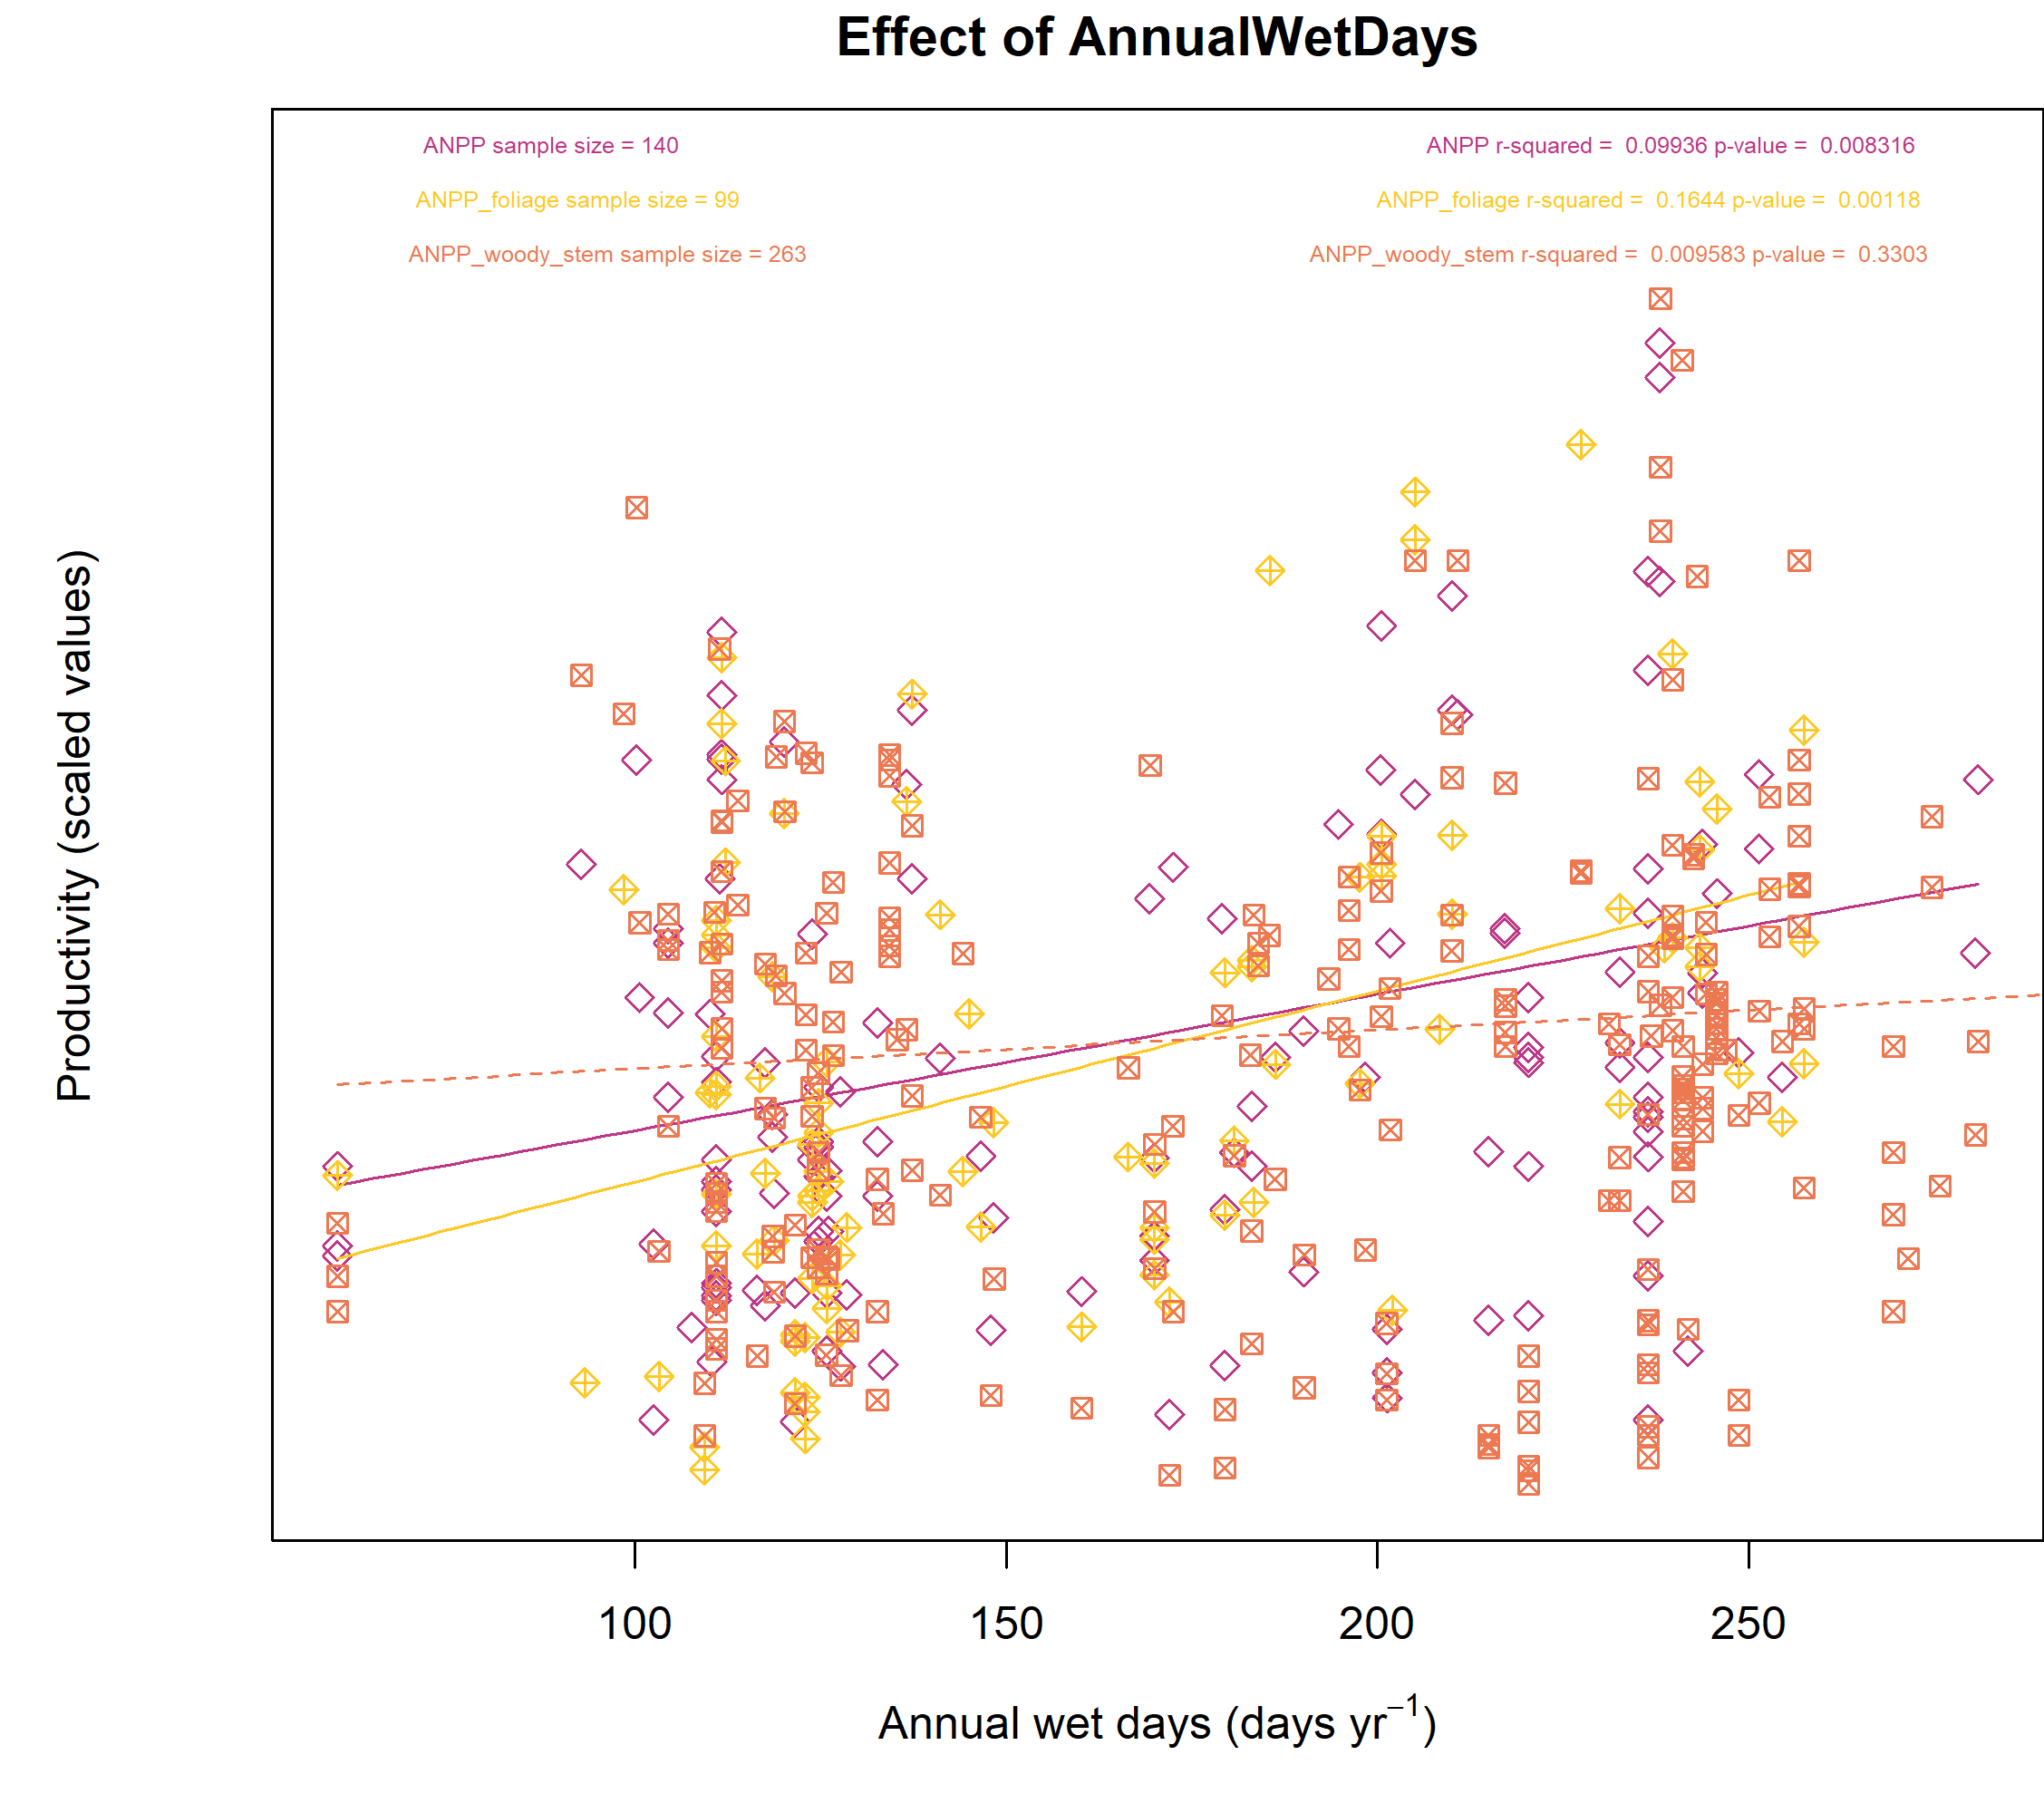 Effect of AnnualWetDays
ANPP sample size = 140
ANPP r-squared = 0.09936 p-value = 0.008316
ANPP_foliage sample size = 99
ANPP_foliage r-squared = 0.1644 p-value = 0.00118
ANPP_woody_stem sample size = 263
ANPP_woody_stem r-squared = 0.009583 p-value = 0.3303
Productivity (scaled values)
100 150 200 250
Annual wet days (days yr⁻¹)